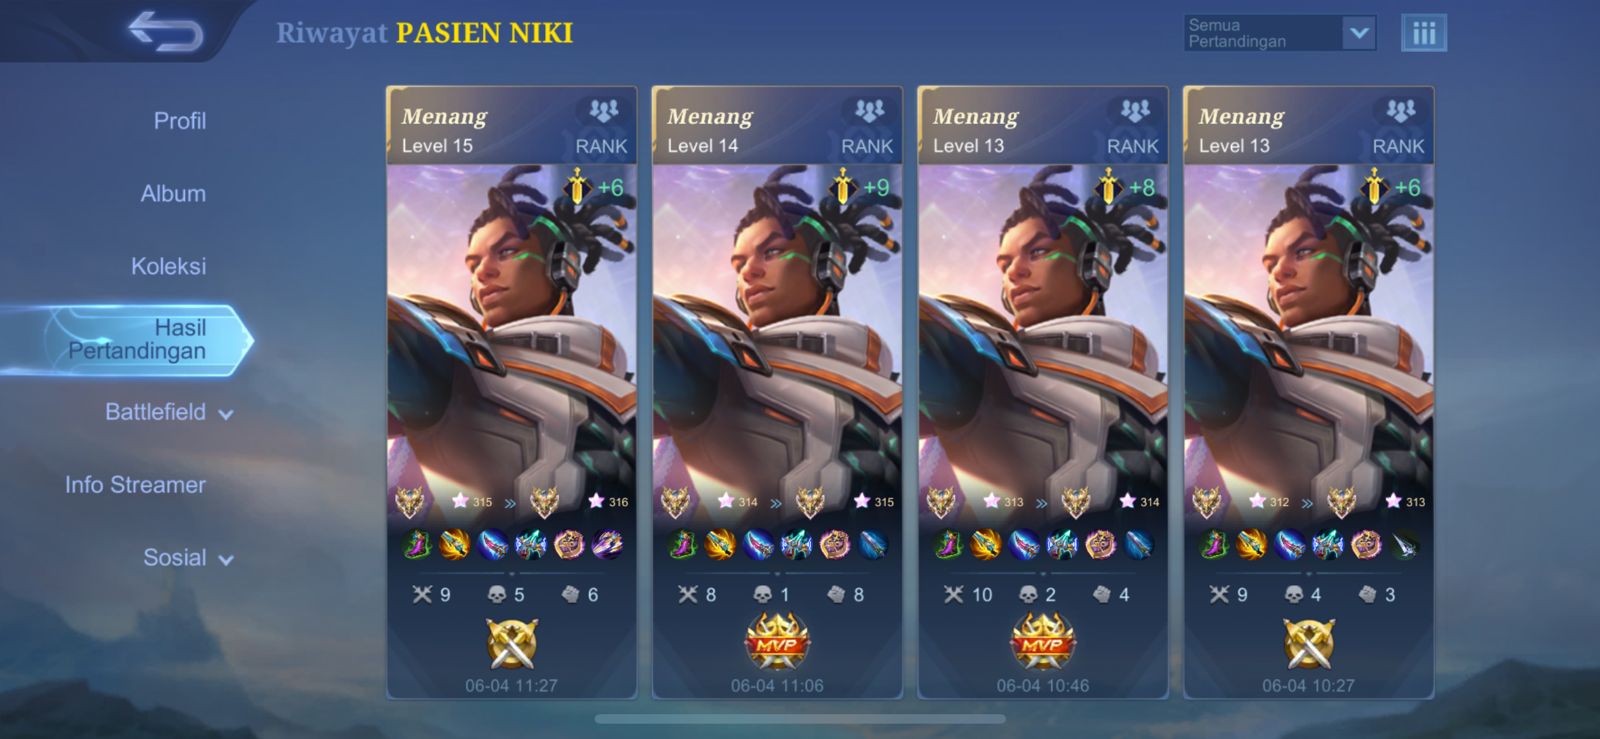 Riwayat PASIEN NIKI
Semua
Pertandingan
Profil
Album
Koleksi
Hasil
Pertandingan
Battlefield
Info Streamer
Sosial
Menang
Level 15
RANK
+6
315
316
9
5
6
06-04 11:27
Menang
Level 14
RANK
+9
314
315
8
1
8
MVP
06-04 11:06
Menang
Level 13
RANK
+8
313
314
10
2
4
MVP
06-04 10:46
Menang
Level 13
RANK
+6
312
313
9
4
3
06-04 10:27